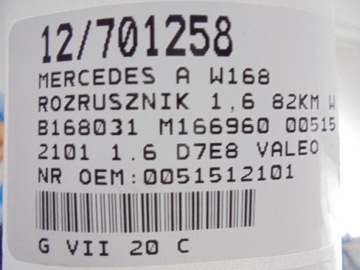 12/701258
MERCEDES A W168
ROZRUSZNIK 1,6 82KM W
B168031 M166960 00515
2101 1.6 D7E8 VALEO
NR OEM:0051512101
G VII 20 C